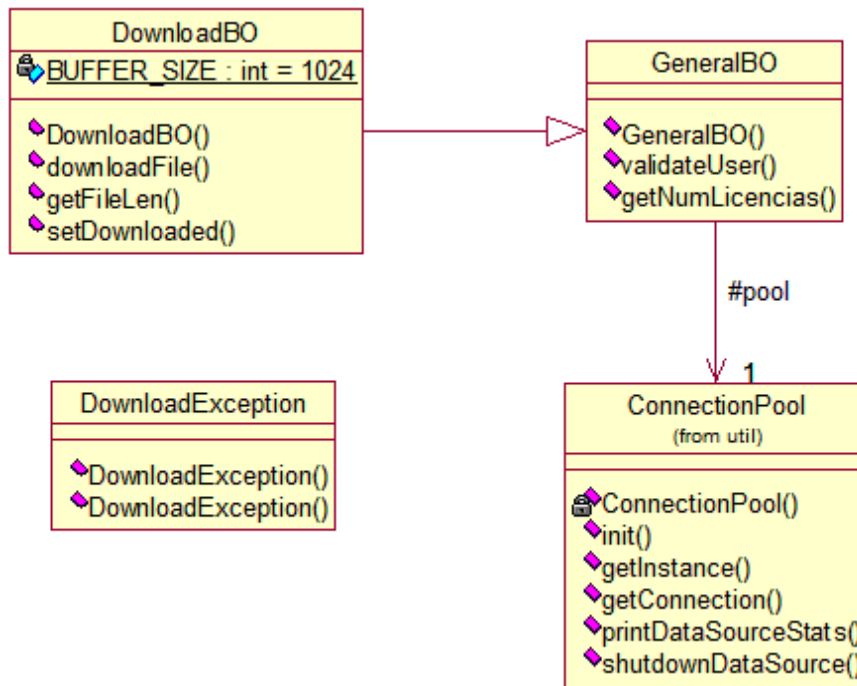 DownloadBO
BUFFER_SIZE : int = 1024
DownloadBO()
downloadFile()
getFileLen()
setDownloaded()
GeneralBO
GeneralBO()
validateUser()
getNumLicencias()
#pool
1
DownloadException
DownloadException()
DownloadException()
ConnectionPool
(from util)
ConnectionPool()
init()
getInstance()
getConnection()
printDataSourceStats()
shutdownDataSource()